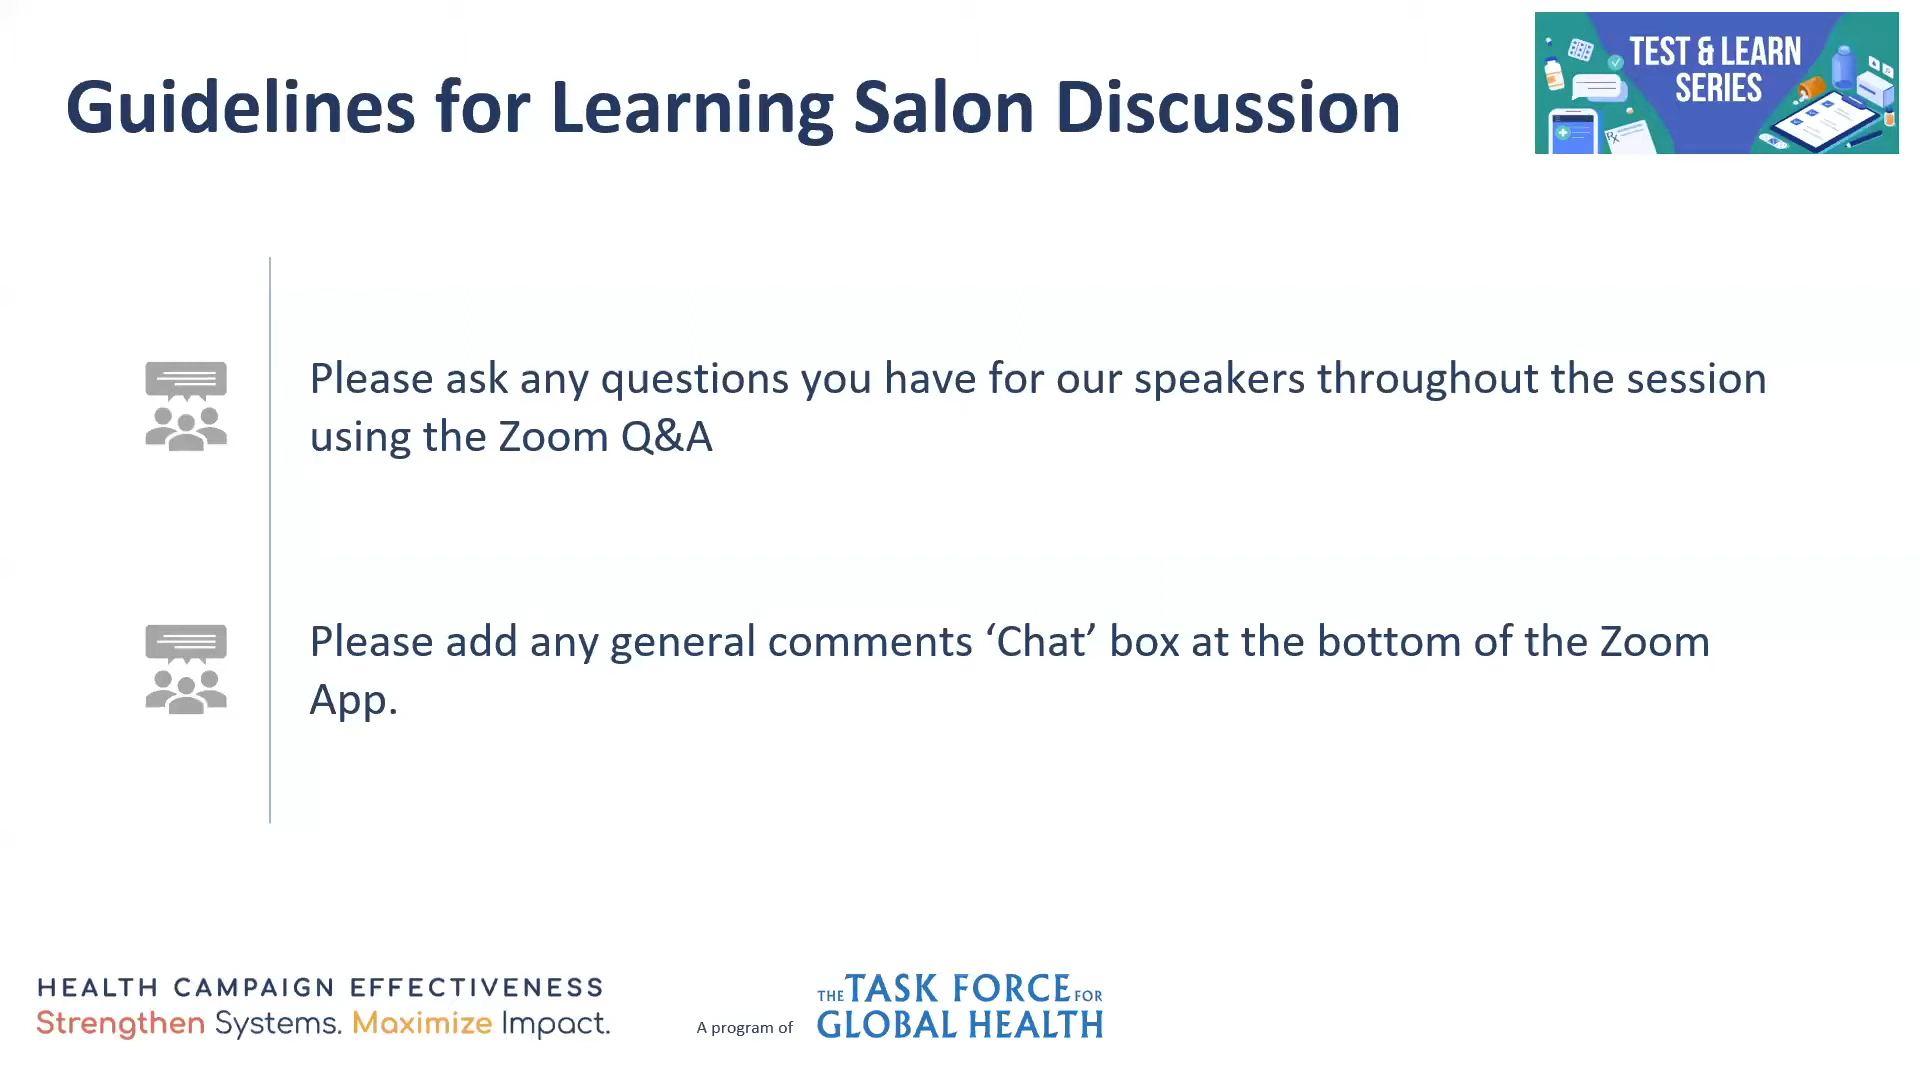 Guidelines for Learning Salon Discussion
TEST & LEARN
SERIES
Please ask any questions you have for our speakers throughout the session
using the Zoom Q&A
Please add any general comments ‘Chat’ box at the bottom of the Zoom
App.
HEALTH CAMPAIGN EFFECTIVENESS
Strengthen Systems. Maximize Impact.
A program of
THE TASK FORCE FOR
GLOBAL HEALTH